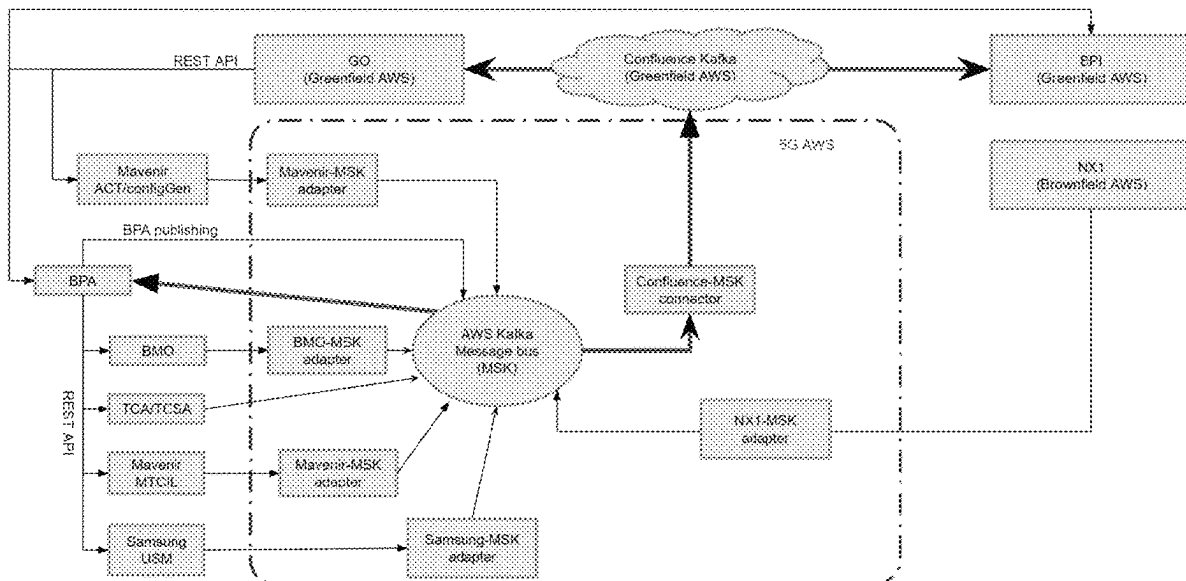 REST API
GO
(Greenfield AWS)
Confluence Kafka
(Greenfield AWS)
BPI
(Greenfield AWS)
5G AWS
NX1
(Brownfield AWS)
Mavenir
ACT/configGen
Mavenir-MSK
adapter
BPA publishing
BPA
Confluence-MSK
connector
AWS Kafka
Message bus
(MSK)
BMO
BMO-MSK
adapter
TCA/TCSA
REST API
NX1-MSK
adapter
Mavenir
MTCIL
Mavenir-MSK
adapter
Samsung
USM
Samsung-MSK
adapter